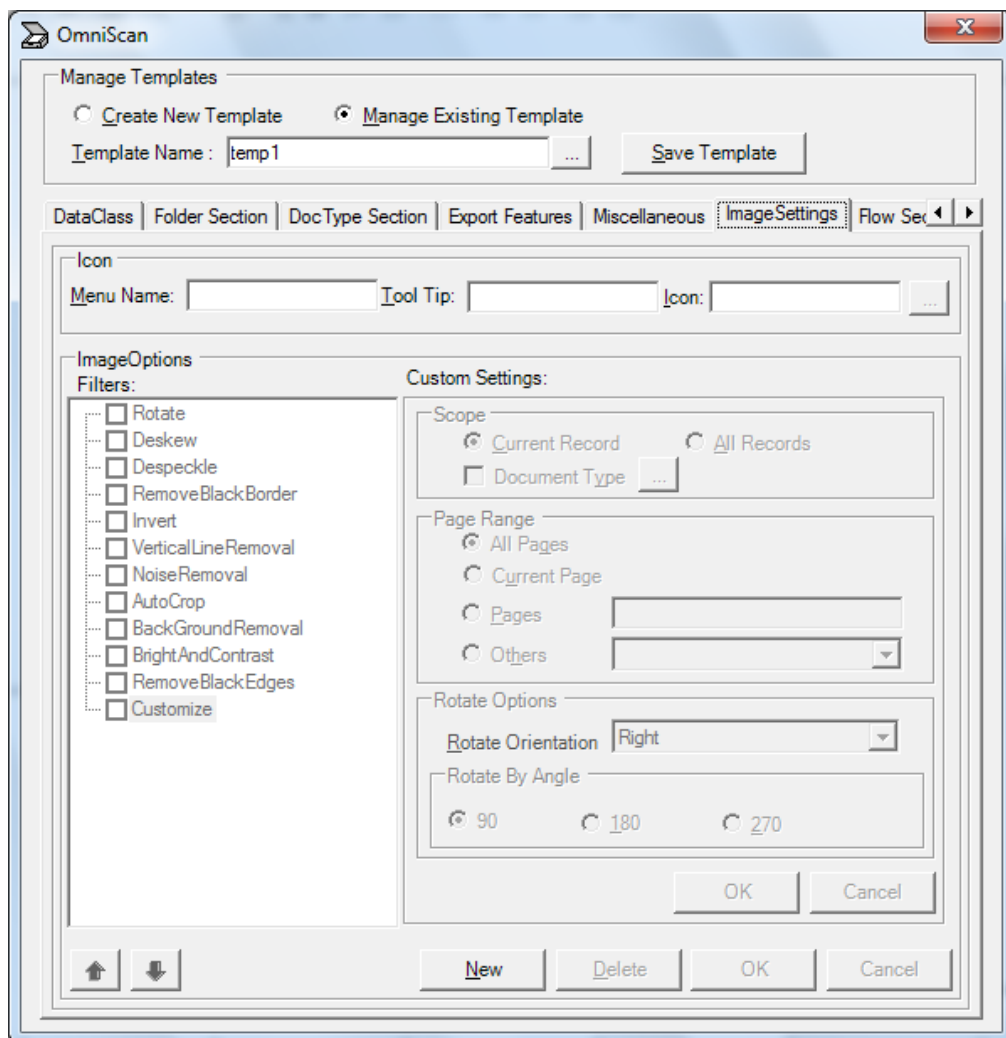 OmniScan
Manage Templates
Create New Template Manage Existing Template
Template Name : temp1 ... Save Template
DataClass Folder Section DocType Section Export Features Miscellaneous ImageSettings Flow Sec
Icon
Menu Name: Tool Tip: Icon: ...
ImageOptions
Filters: Custom Settings:
Rotate
Deskew
Despeckle
RemoveBlackBorder
Invert
VerticalLineRemoval
NoiseRemoval
AutoCrop
BackGroundRemoval
BrightAndContrast
RemoveBlackEdges
Customize
Scope
Current Record All Records
Document Type ...
Page Range
All Pages
Current Page
Pages
Others
Rotate Options
Rotate Orientation Right
Rotate By Angle
90 180 270
OK Cancel
New Delete OK Cancel